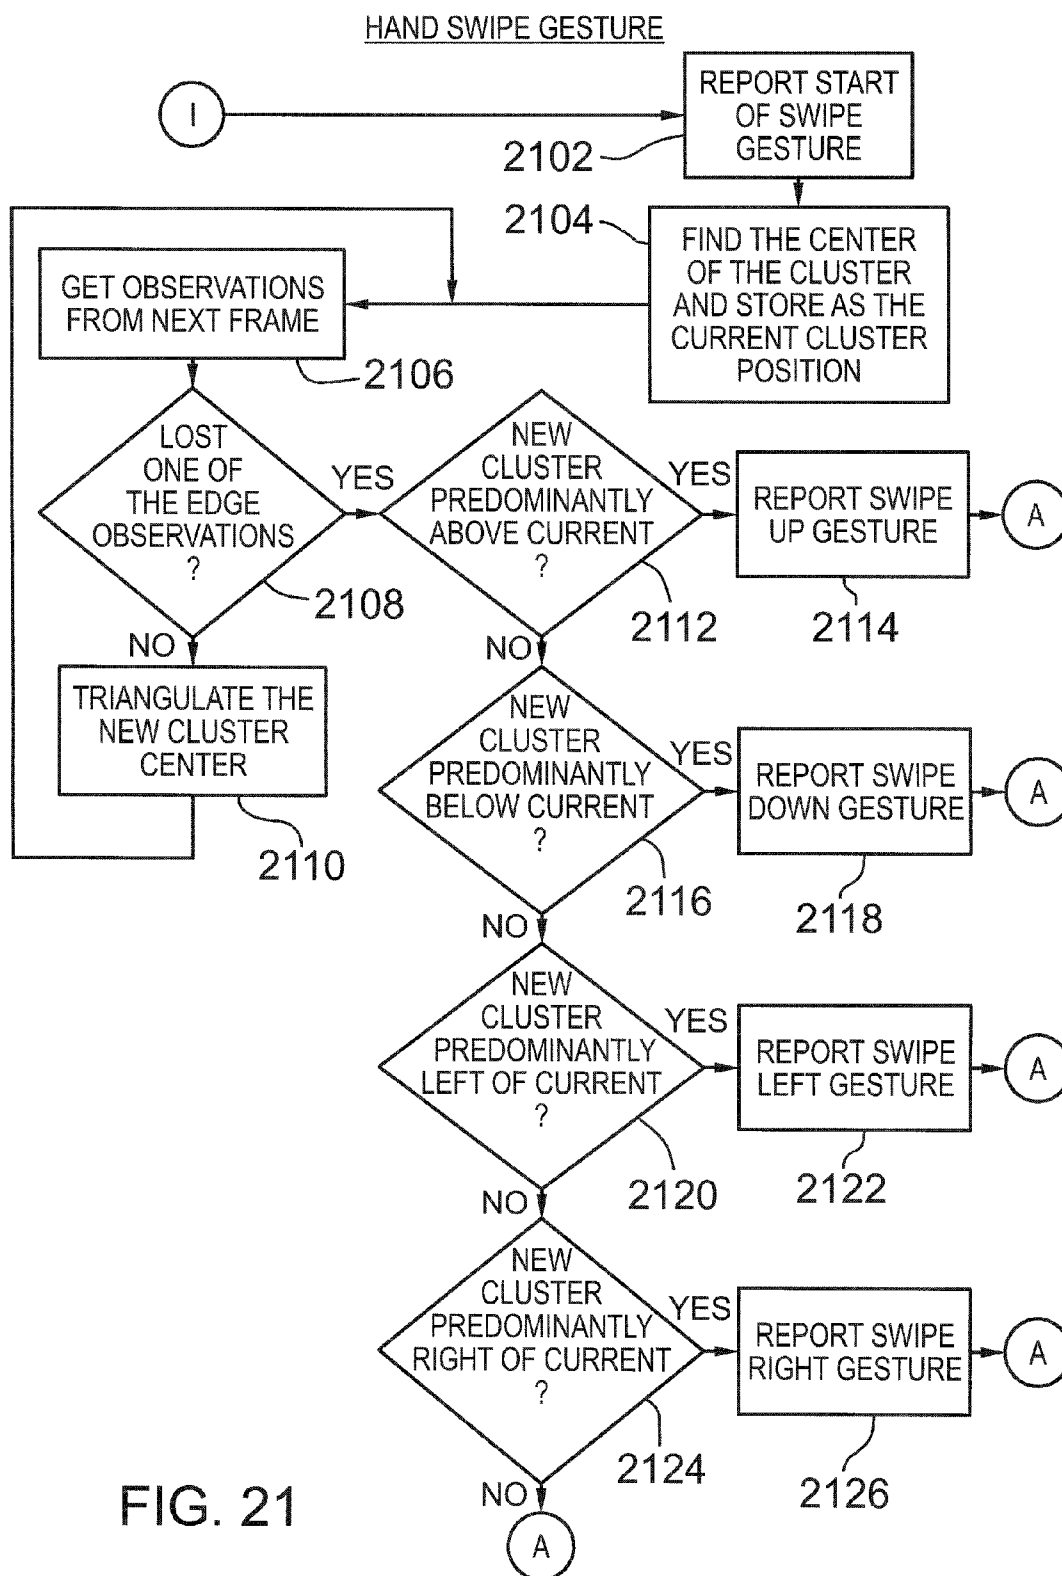 HAND SWIPE GESTURE
I
REPORT START
OF SWIPE
GESTURE
2102
2104
FIND THE CENTER
OF THE CLUSTER
AND STORE AS THE
CURRENT CLUSTER
POSITION
GET OBSERVATIONS
FROM NEXT FRAME
2106
LOST
ONE OF
THE EDGE
OBSERVATIONS
?
YES
2108
NO
TRIANGULATE THE
NEW CLUSTER
CENTER
2110
NEW
CLUSTER
PREDOMINANTLY
ABOVE CURRENT
?
YES
2112
REPORT SWIPE
UP GESTURE
2114
A
NO
NEW
CLUSTER
PREDOMINANTLY
BELOW CURRENT
?
YES
2116
REPORT SWIPE
DOWN GESTURE
2118
A
NO
NEW
CLUSTER
PREDOMINANTLY
LEFT OF CURRENT
?
YES
2120
REPORT SWIPE
LEFT GESTURE
2122
A
NO
NEW
CLUSTER
PREDOMINANTLY
RIGHT OF CURRENT
?
YES
2124
REPORT SWIPE
RIGHT GESTURE
2126
A
NO
A
FIG. 21